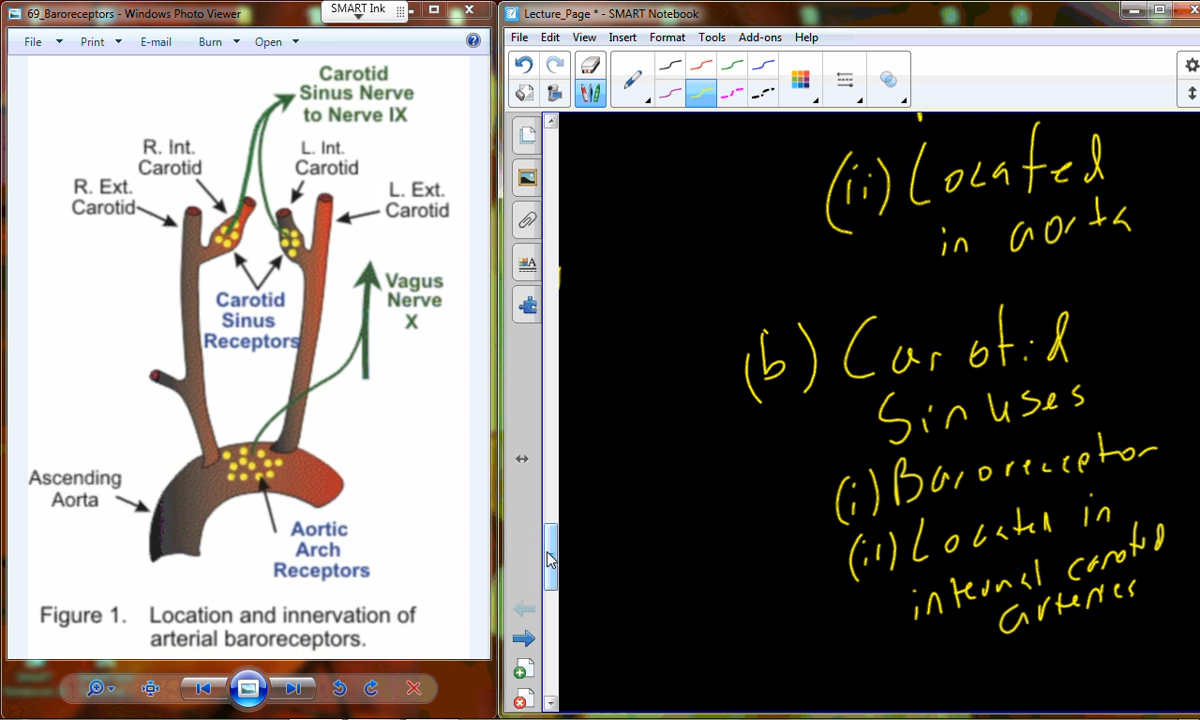 69_Baroreceptors - Windows Photo Viewer
SMART Ink
File Print E-mail Burn Open
Carotid
Sinus Nerve
to Nerve IX
R. Int.
Carotid
L. Int.
Carotid
R. Ext.
Carotid
L. Ext.
Carotid
Carotid
Sinus
Receptors
Vagus
Nerve
X
Ascending
Aorta
Aortic
Arch
Receptors
Figure 1. Location and innervation of
arterial baroreceptors.
Lecture_Page * - SMART Notebook
File Edit View Insert Format Tools Add-ons Help
(ii) Located
in aorta
(b) Carotid
Sinuses
(i) Baroreceptor
(ii) Located in
internal carotid
arteries